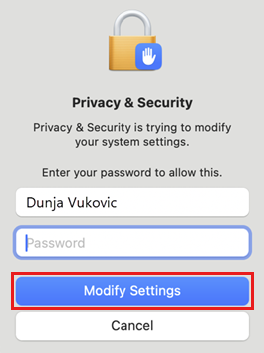 Privacy & Security
Privacy & Security is trying to modify
your system settings.
Enter your password to allow this.
Dunja Vukovic
Password
Modify Settings
Cancel